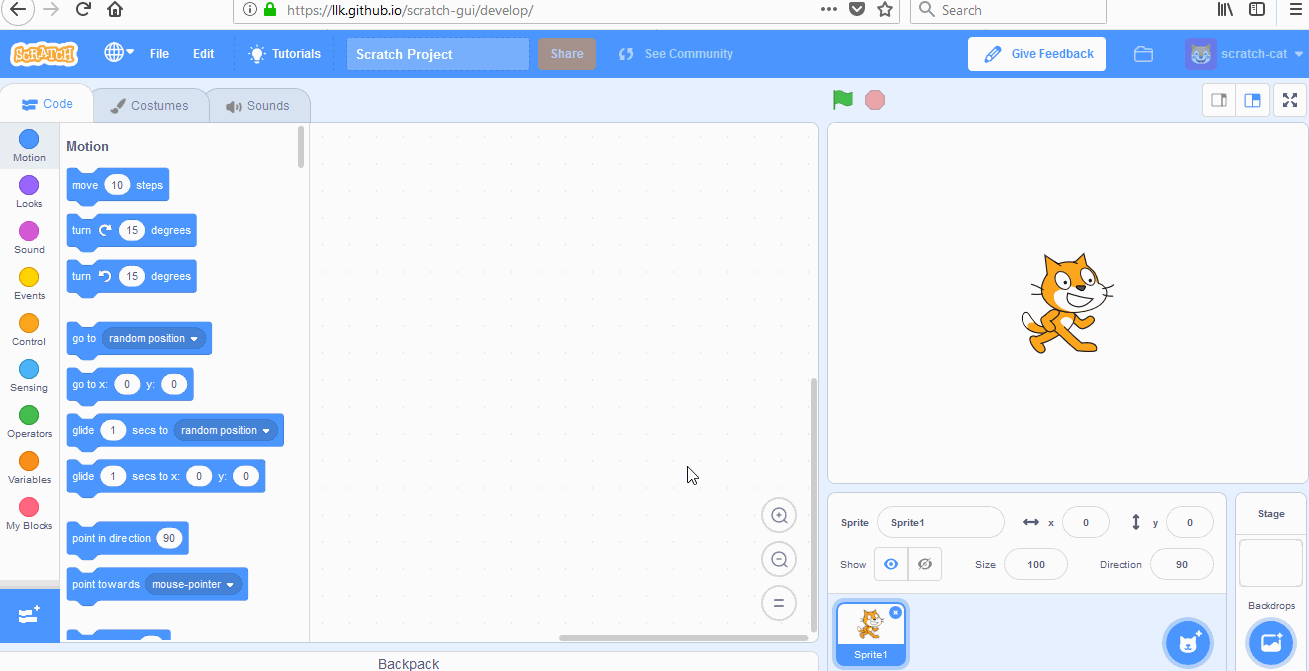 https://llk.github.io/scratch-gui/develop/
Search
SCRATCH
File
Edit
Tutorials
Scratch Project
Share
See Community
Give Feedback
scratch-cat
Code
Costumes
Sounds
Motion
Looks
Sound
Events
Control
Sensing
Operators
Variables
My Blocks
Motion
move 10 steps
turn 15 degrees
turn 15 degrees
go to random position
go to x: 0 y: 0
glide 1 secs to random position
glide 1 secs to x: 0 y: 0
point in direction 90
point towards mouse-pointer
Backpack
Sprite Sprite1 x 0 y 0
Show Size 100 Direction 90
Sprite1
Stage
Backdrops